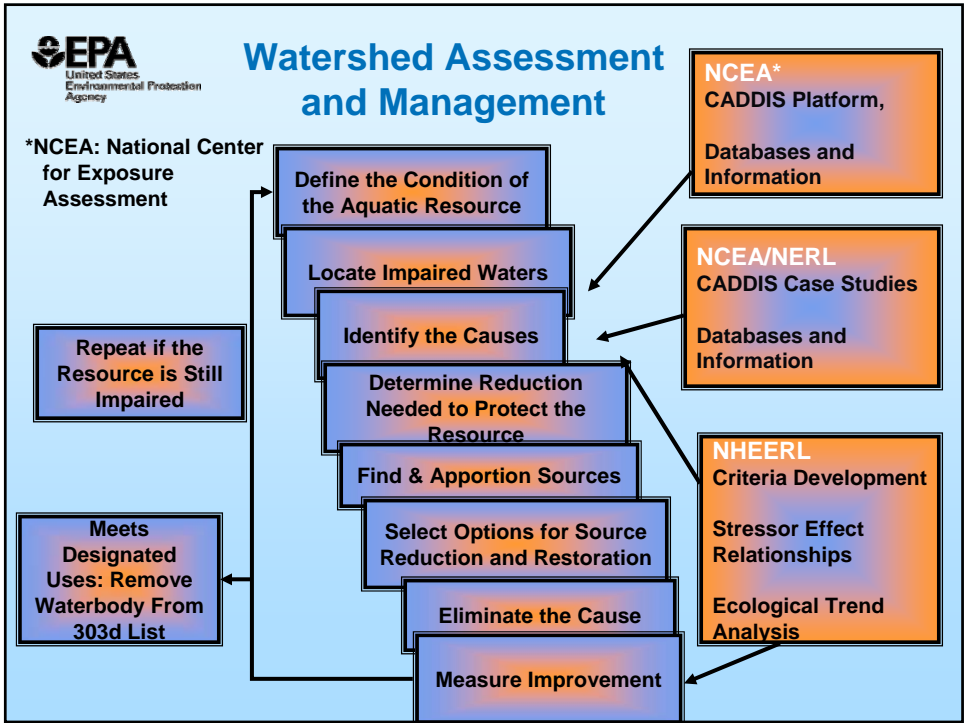 EPA
United States
Environmental Protection
Agency
Watershed Assessment
and Management
*NCEA: National Center
for Exposure
Assessment
Define the Condition of
the Aquatic Resource
Locate Impaired Waters
Identify the Causes
Determine Reduction
Needed to Protect the
Resource
Find & Apportion Sources
Select Options for Source
Reduction and Restoration
Eliminate the Cause
Measure Improvement
Repeat if the
Resource is Still
Impaired
Meets
Designated
Uses: Remove
Waterbody From
303d List
NCEA*
CADDIS Platform,
Databases and
Information
NCEA/NERL
CADDIS Case Studies
Databases and
Information
NHEERL
Criteria Development
Stressor Effect
Relationships
Ecological Trend
Analysis